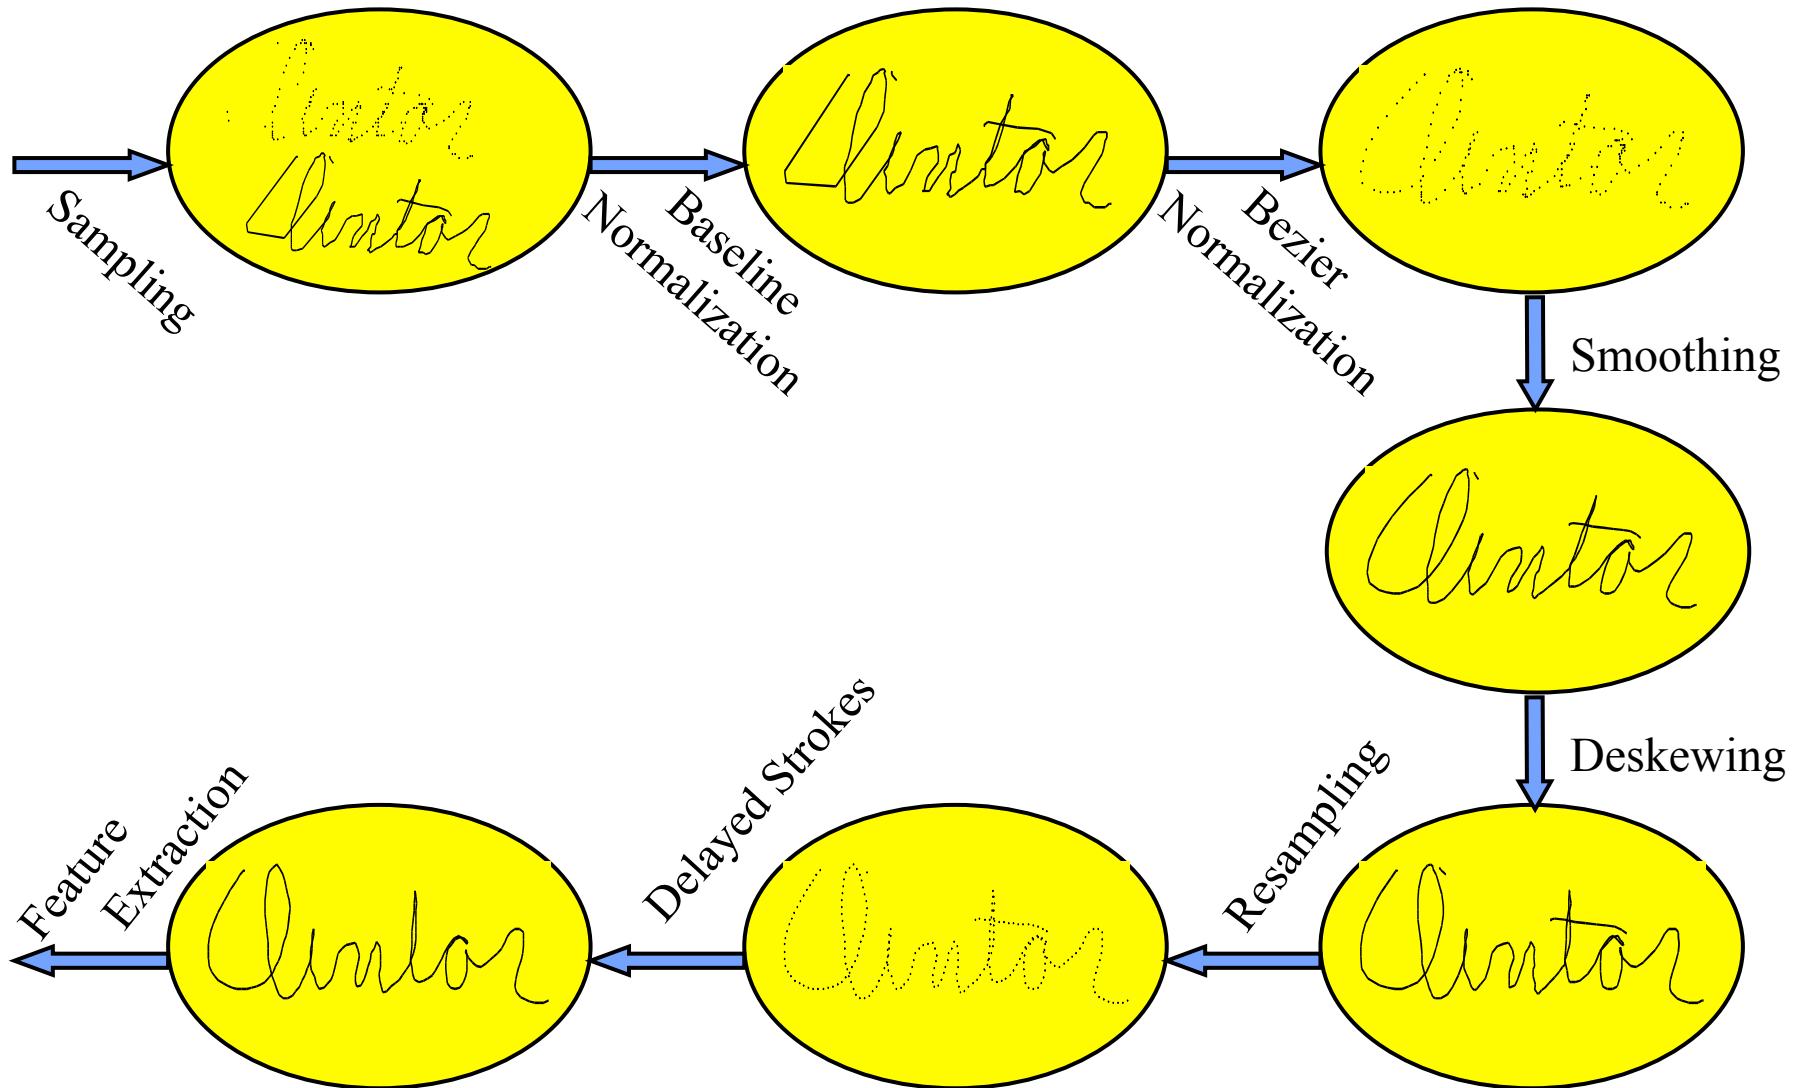 Clinton
Clinton
Sampling
Baseline
Normalization
Clinton
Bezier
Normalization
Clinton
Smoothing
Clinton
Deskewing
Clinton
Resampling
Clinton
Delayed Strokes
Clinton
Feature
Extraction